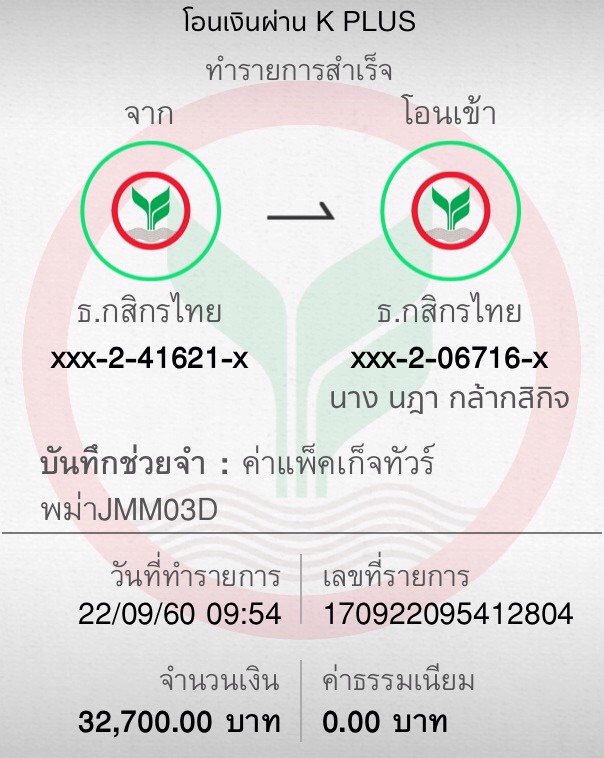 โอนเงินผ่าน K PLUS
ทำรายการสำเร็จ
จาก
โอนเข้า
ธ.กสิกรไทย
ธ.กสิกรไทย
xxx-2-41621-x
xxx-2-06716-x
นาง นฎา กล้ากสิกิจ
บันทึกช่วยจำ : ค่าแพ็คเก็จทัวร์
พม่าJMM03D
วันที่ทำรายการ
เลขที่รายการ
22/09/60 09:54
170922095412804
จำนวนเงิน
ค่าธรรมเนียม
32,700.00 บาท
0.00 บาท